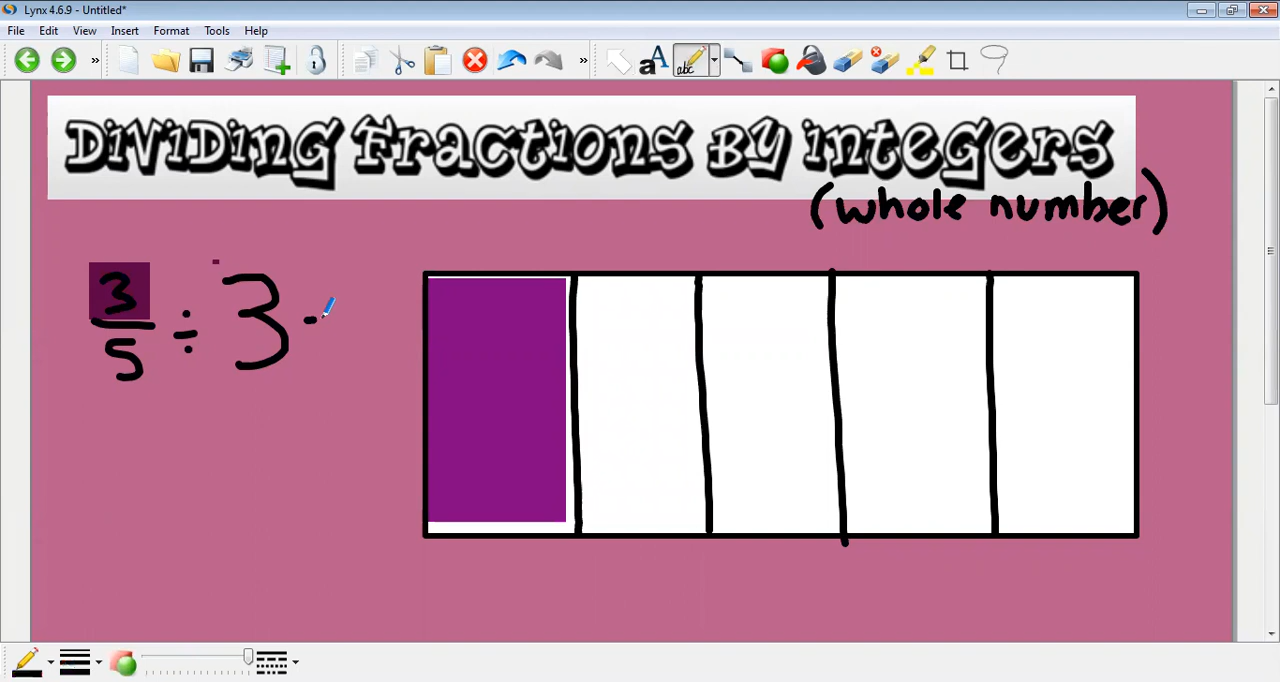 Lynx 4.6.9 - Untitled*
File Edit View Insert Format Tools Help
» » A abc
Dividing Fractions By integers
(whole number)
3
5
÷ 3 -